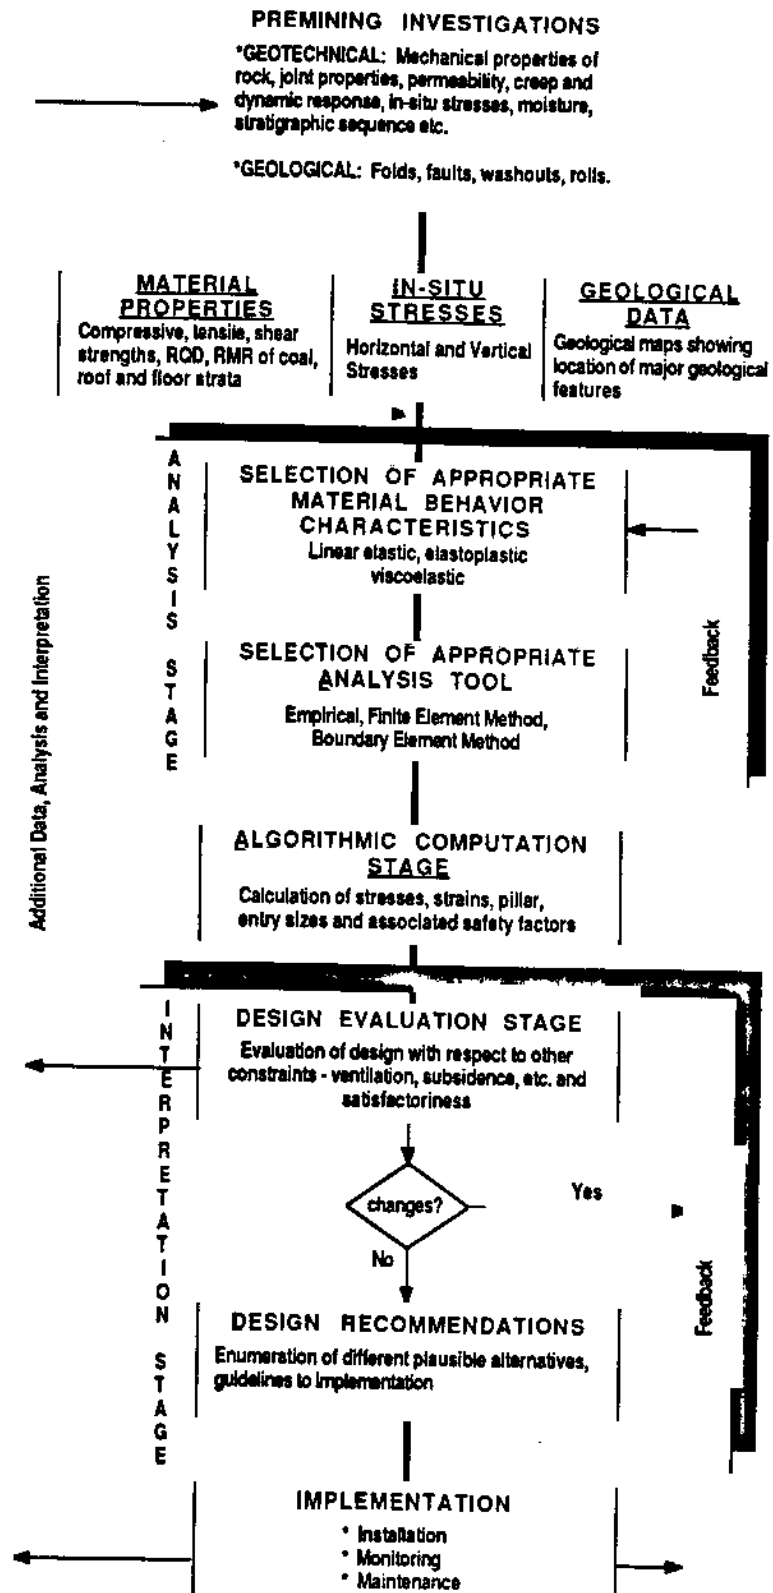 PREMINING INVESTIGATIONS
*GEOTECHNICAL: Mechanical properties of
rock, joint properties, permeability, creep and
dynamic response, in-situ stresses, moisture,
stratigraphic sequence etc.
*GEOLOGICAL: Folds, faults, washouts, rolls.
MATERIAL
PROPERTIES
Compressive, tensile, shear
strengths, RQD, RMR of coal,
roof and floor strata
IN-SITU
STRESSES
Horizontal and Vertical
Stresses
GEOLOGICAL
DATA
Geological maps showing
location of major geological
features
ANALYSIS STAGE
SELECTION OF APPROPRIATE
MATERIAL BEHAVIOR
CHARACTERISTICS
Linear elastic, elastoplastic
viscoelastic
SELECTION OF APPROPRIATE
ANALYSIS TOOL
Empirical, Finite Element Method,
Boundary Element Method
Feedback
Additional Data, Analysis and Interpretation
ALGORITHMIC COMPUTATION
STAGE
Calculation of stresses, strains, pillar,
entry sizes and associated safety factors
INTERPRETATION STAGE
DESIGN EVALUATION STAGE
Evaluation of design with respect to other
constraints - ventilation, subsidence, etc. and
satisfactoriness
changes?
Yes
No
Feedback
DESIGN RECOMMENDATIONS
Enumeration of different plausible alternatives,
guidelines to implementation
IMPLEMENTATION
* Installation
* Monitoring
* Maintenance